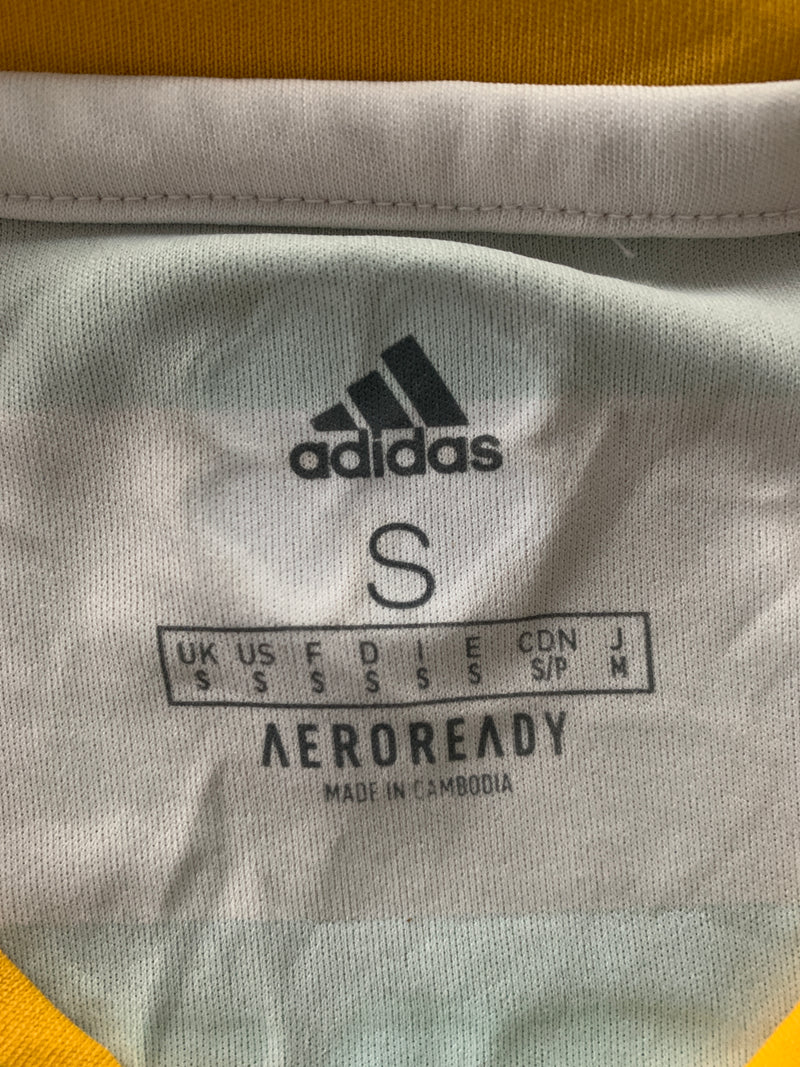 adidas
S
UK US F D I E CDN J
S S S S S S S/P M
AEROREADY
MADE IN CAMBODIA